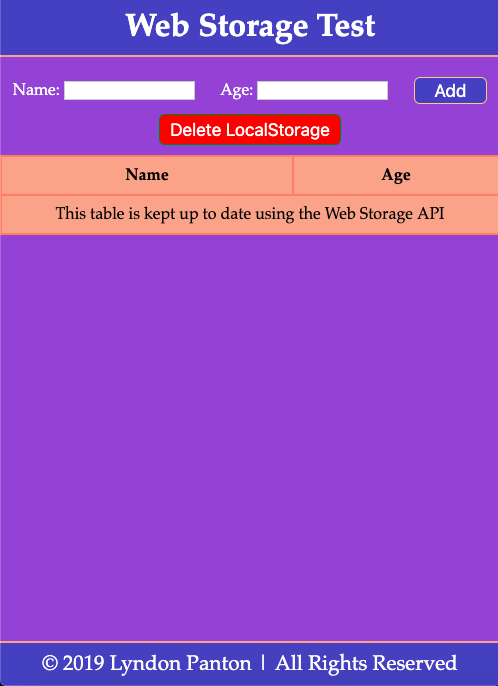 Web Storage Test
Name: Age: Add
Delete LocalStorage
Name Age
This table is kept up to date using the Web Storage API
© 2019 Lyndon Panton | All Rights Reserved